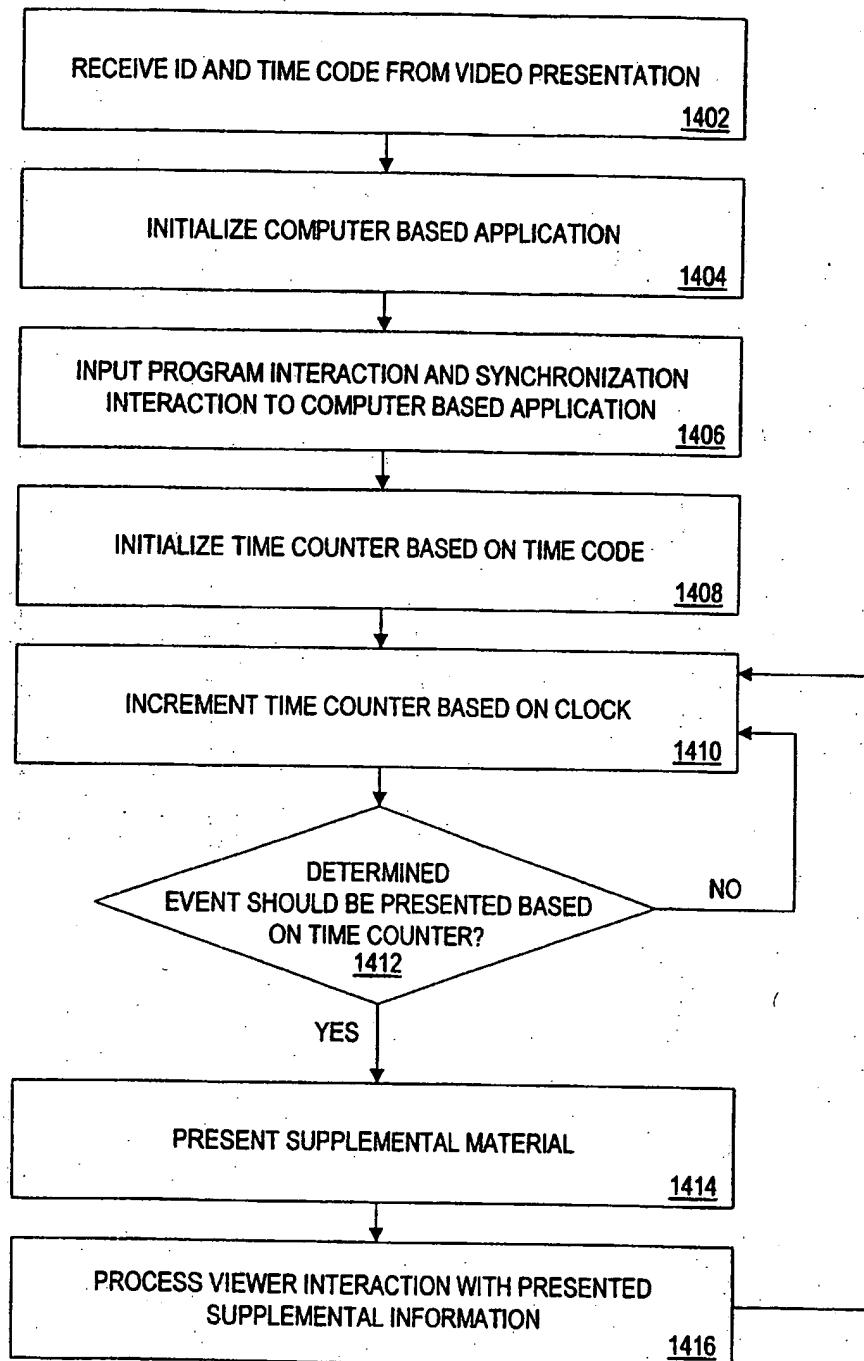 RECEIVE ID AND TIME CODE FROM VIDEO PRESENTATION
1402
INITIALIZE COMPUTER BASED APPLICATION
1404
INPUT PROGRAM INTERACTION AND SYNCHRONIZATION
INTERACTION TO COMPUTER BASED APPLICATION
1406
INITIALIZE TIME COUNTER BASED ON TIME CODE
1408
INCREMENT TIME COUNTER BASED ON CLOCK
1410
DETERMINED
EVENT SHOULD BE PRESENTED BASED
ON TIME COUNTER?
1412
NO
YES
PRESENT SUPPLEMENTAL MATERIAL
1414
PROCESS VIEWER INTERACTION WITH PRESENTED
SUPPLEMENTAL INFORMATION
1416